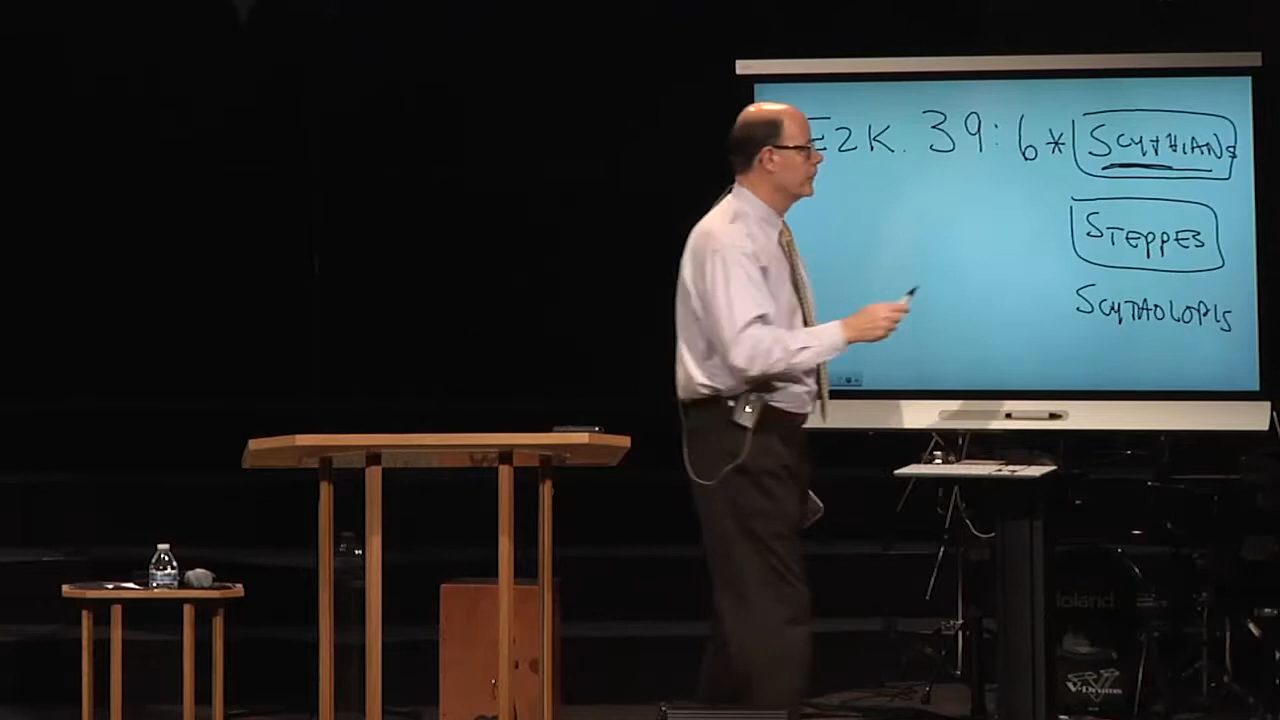 EZK. 39:6* SCYTHIANS
STEPPES
SCYTHOLOPIS
Roland
V-Drums